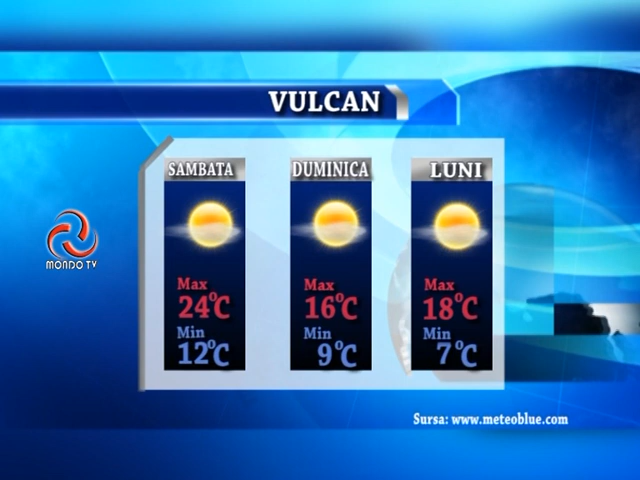 VULCAN
SAMBATA DUMINICA LUNI
Max Max Max
24°C 16°C 18°C
Min Min Min
12°C 9°C 7°C
MONDO TV
Sursa: www.meteoblue.com